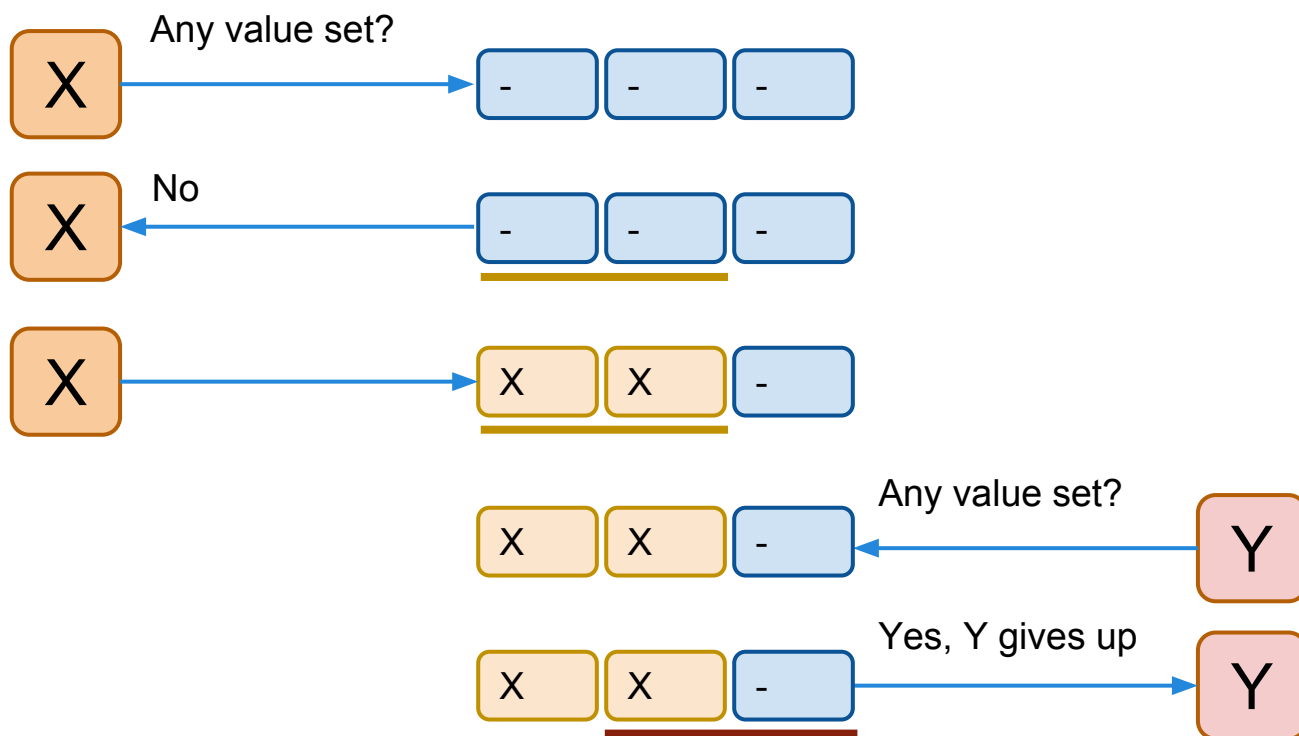 Any value set?
X - - -
No
X - - -
X X X -
Any value set?
X X - Y
Yes, Y gives up
X X - Y